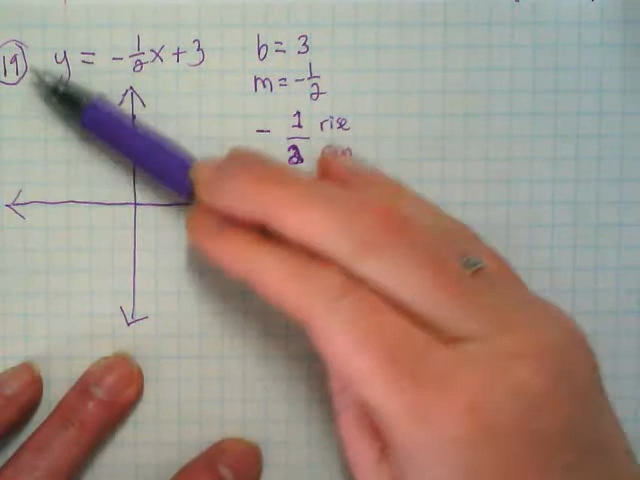 19 y = -1/2x + 3
b = 3
m = -1/2
- 1/2 rise